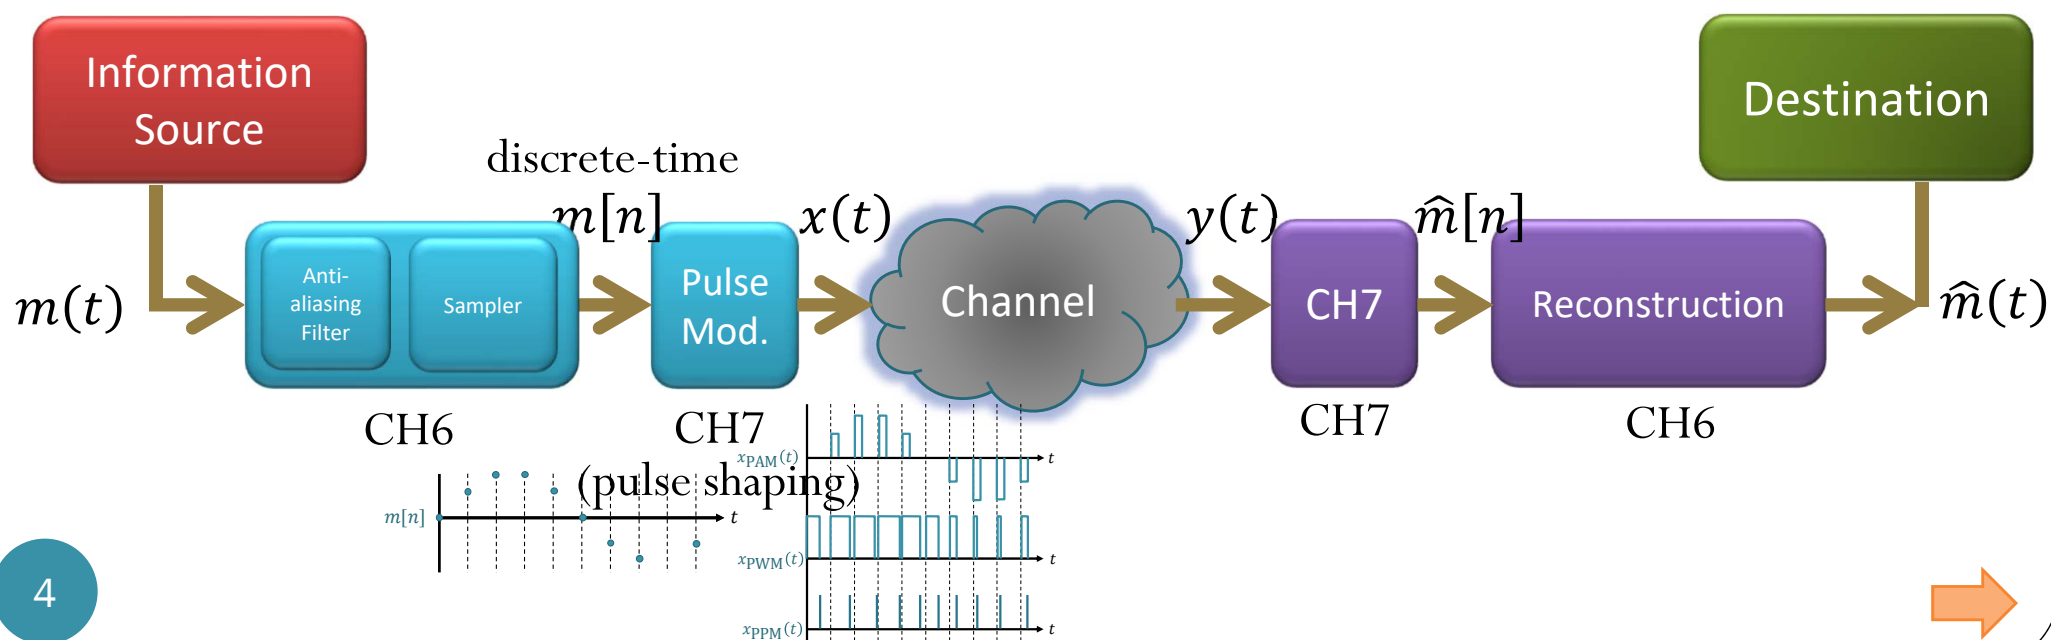 Information
Source
Destination
discrete-time
m[n]
x(t)
y(t)
m̂[n]
m(t)
Anti-
aliasing
Filter
Sampler
Pulse
Mod.
Channel
CH7
Reconstruction
m̂(t)
CH6
CH7
(pulse shaping)
CH7
CH6
m[n]
t
x_PAM(t)
t
x_PWM(t)
t
x_PPM(t)
t
4